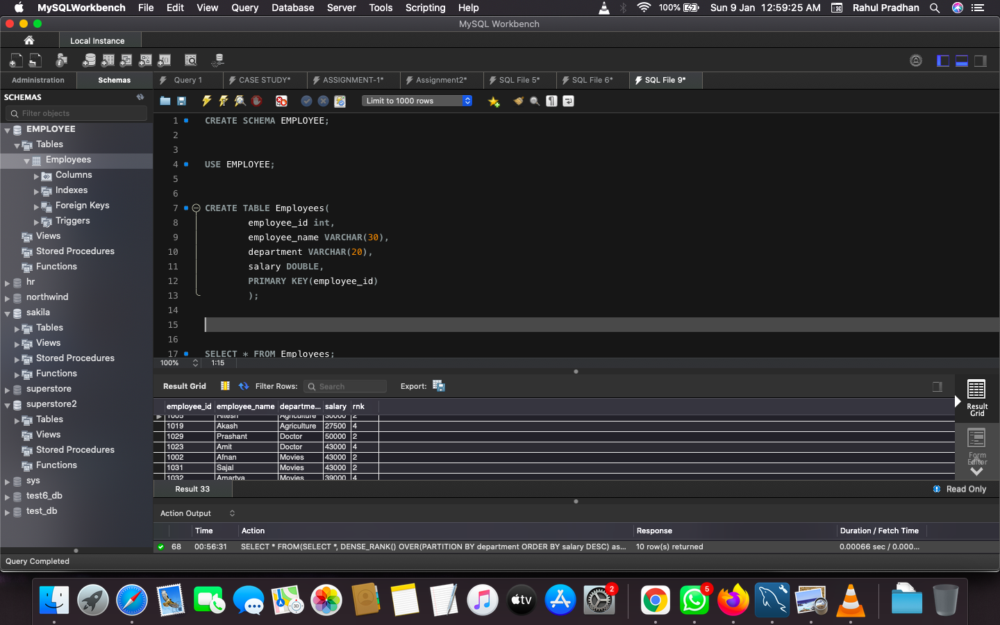 MySQLWorkbench File Edit View Query Database Server Tools Scripting Help 100% Sun 9 Jan 12:59:25 AM Rahul Pradhan
MySQL Workbench
Local Instance
Administration Schemas Query 1 CASE STUDY* ASSIGNMENT-1* Assignment2* SQL File 5* SQL File 6* SQL File 9*
SCHEMAS
Filter objects
EMPLOYEE
Tables
Employees
Columns
Indexes
Foreign Keys
Triggers
Views
Stored Procedures
Functions
hr
northwind
sakila
Tables
Views
Stored Procedures
Functions
superstore
superstore2
Tables
Views
Stored Procedures
Functions
sys
test6_db
test_db
Query Completed
Limit to 1000 rows
1 CREATE SCHEMA EMPLOYEE;
2
3
4 USE EMPLOYEE;
5
6
7 CREATE TABLE Employees(
8 employee_id int,
9 employee_name VARCHAR(30),
10 department VARCHAR(20),
11 salary DOUBLE,
12 PRIMARY KEY(employee_id)
13 );
14
15
16
17 SELECT * FROM Employees;
100% 1:15
Result Grid Filter Rows: Search Export:
employee_id employee_name departme... salary rnk
1005 Ritesh Agriculture 30000 2
1019 Akash Agriculture 27500 4
1029 Prashant Doctor 50000 2
1023 Amit Doctor 43000 4
1002 Afnan Movies 43000 2
1031 Sajal Movies 43000 2
1032 Amartya Movies 39000 4
Result Grid
Form Editor
Result 33
Read Only
Action Output
Time Action Response Duration / Fetch Time
68 00:56:31 SELECT * FROM(SELECT *, DENSE_RANK() OVER(PARTITION BY department ORDER BY salary DESC) as... 10 row(s) returned 0.00066 sec / 0.000...
3D
tv
2
5